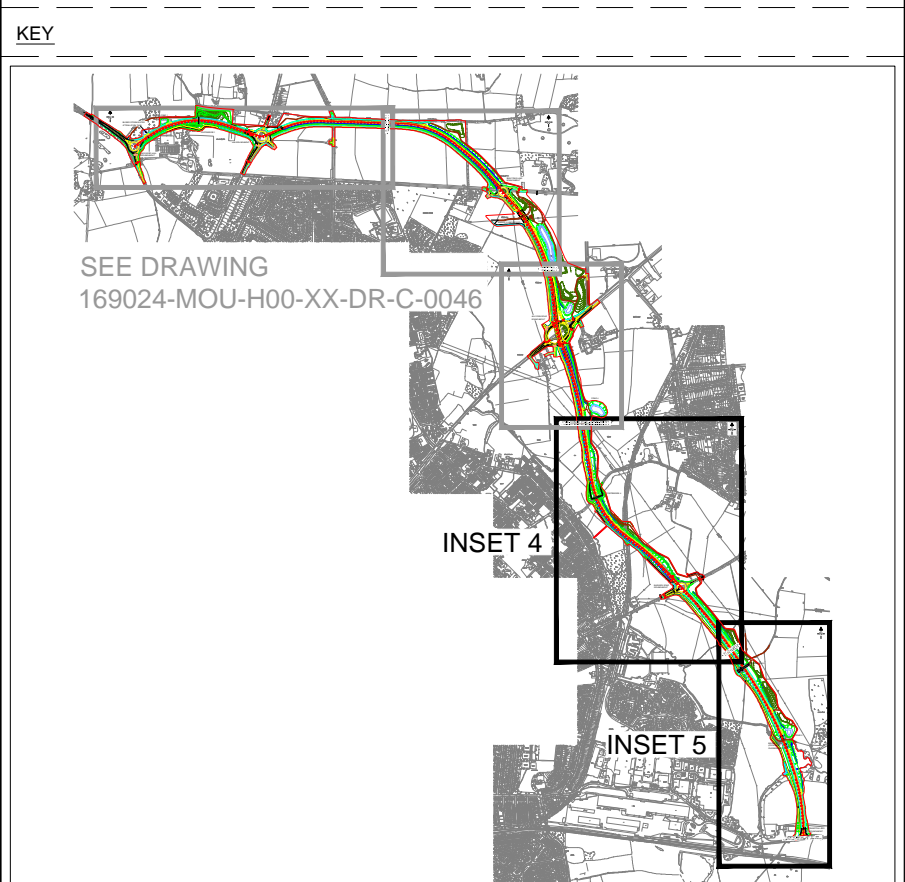 KEY
SEE DRAWING
169024-MOU-H00-XX-DR-C-0046
INSET 4
INSET 5